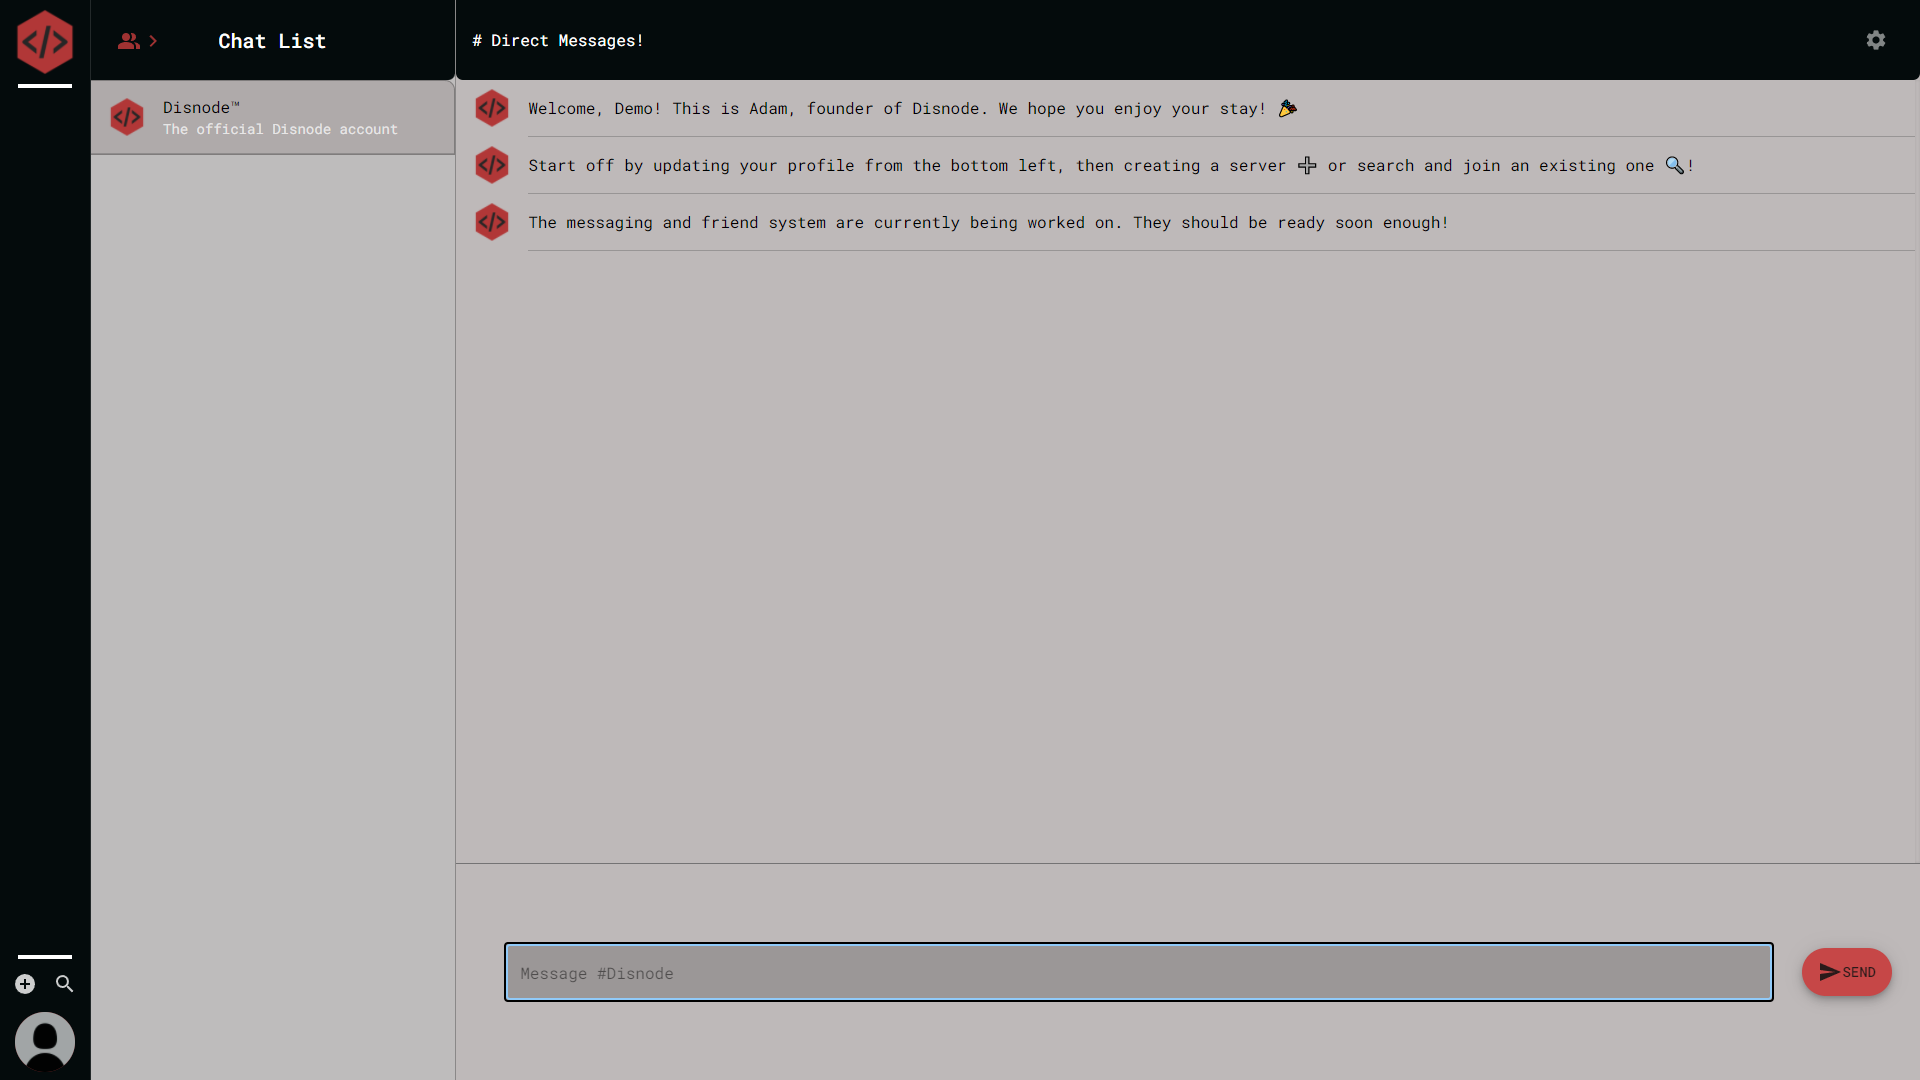 Chat List
# Direct Messages!
Disnode™
The official Disnode account
Welcome, Demo! This is Adam, founder of Disnode. We hope you enjoy your stay! 🎉
Start off by updating your profile from the bottom left, then creating a server ➕ or search and join an existing one 🔍!
The messaging and friend system are currently being worked on. They should be ready soon enough!
Message #Disnode
SEND